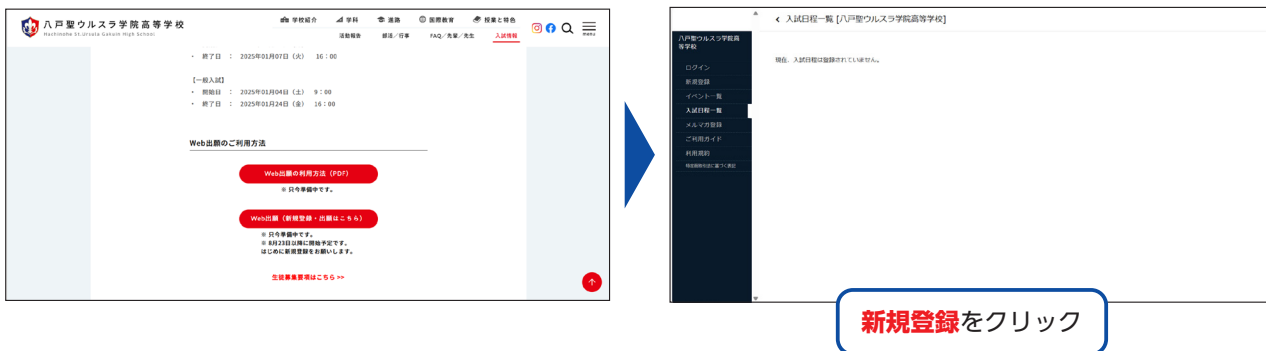 八戸聖ウルスラ学院高等学校
Hachinohe St.Ursula Gakuin High School
学校紹介
学科
進路
国際教育
授業と特色
活動報告
部活／行事
FAQ／先輩／先生
入試情報
menu
・ 終了日 ： 2025年01月07日（火） 16：00
【一般入試】
・ 開始日 ： 2025年01月04日（土） 9：00
・ 終了日 ： 2025年01月24日（金） 16：00
Web出願のご利用方法
Web出願の利用方法（PDF）
※ 只今準備中です。
Web出願（新規登録・出願はこちら）
※ 只今準備中です。
※ 8月23日以降に開始予定です。
はじめに新規登録をお願いします。
生徒募集要項はこちら >>
八戸聖ウルスラ学院高等学校
ログイン
新規登録
イベント一覧
入試日程一覧
メルマガ登録
ご利用ガイド
利用規約
特定商取引法に基づく表記
入試日程一覧 [八戸聖ウルスラ学院高等学校]
現在、入試日程は登録されていません。
新規登録をクリック